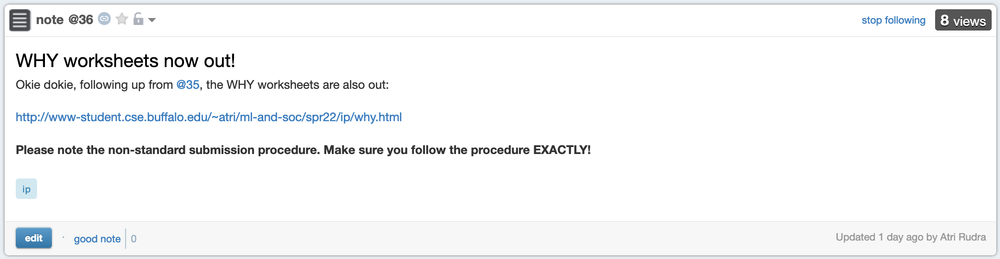 note @36
stop following
8 views
WHY worksheets now out!
Okie dokie, following up from @35, the WHY worksheets are also out:
http://www-student.cse.buffalo.edu/~atri/ml-and-soc/spr22/ip/why.html
Please note the non-standard submission procedure. Make sure you follow the procedure EXACTLY!
ip
edit · good note 0
Updated 1 day ago by Atri Rudra